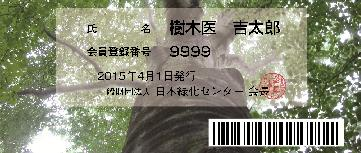 氏　名　樹木医　吉太郎
会員登録番号　9999
2015年4月1日発行
一般財団法人 日本緑化センター 会長